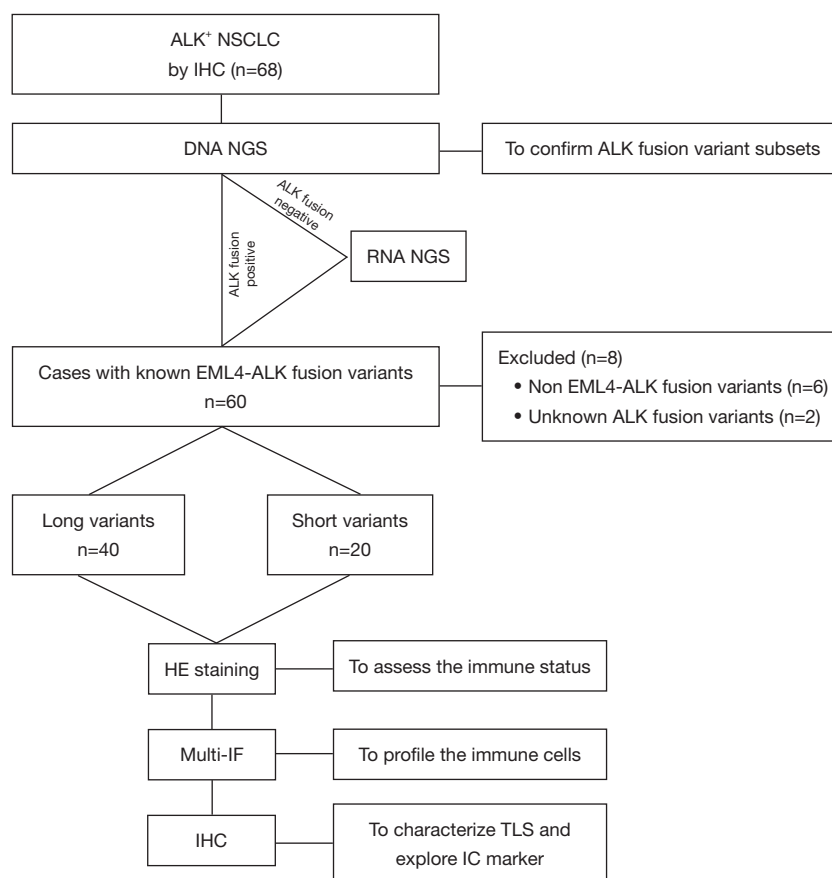 ALK⁺ NSCLC
by IHC (n=68)
DNA NGS
To confirm ALK fusion variant subsets
ALK fusion
negative
ALK fusion
positive
RNA NGS
Cases with known EML4-ALK fusion variants
n=60
Excluded (n=8)
• Non EML4-ALK fusion variants (n=6)
• Unknown ALK fusion variants (n=2)
Long variants
n=40
Short variants
n=20
HE staining
To assess the immune status
Multi-IF
To profile the immune cells
IHC
To characterize TLS and
explore IC marker